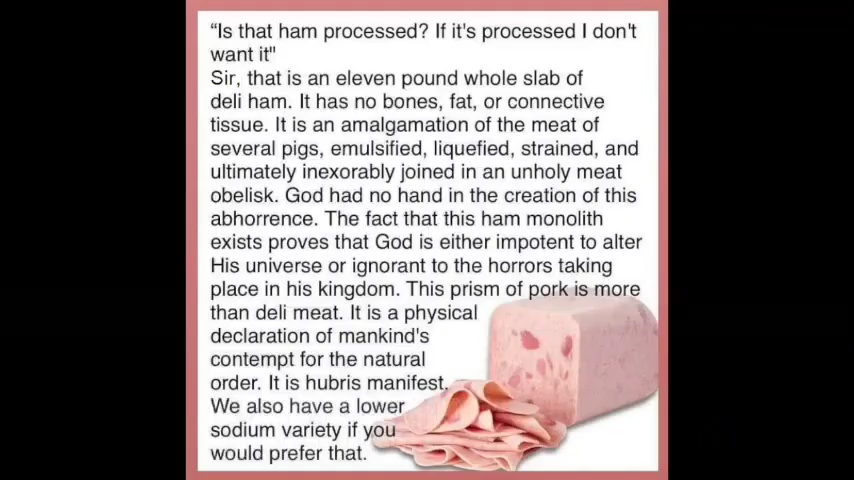 “Is that ham processed? If it's processed I don't
want it"
Sir, that is an eleven pound whole slab of
deli ham. It has no bones, fat, or connective
tissue. It is an amalgamation of the meat of
several pigs, emulsified, liquefied, strained, and
ultimately inexorably joined in an unholy meat
obelisk. God had no hand in the creation of this
abhorrence. The fact that this ham monolith
exists proves that God is either impotent to alter
His universe or ignorant to the horrors taking
place in his kingdom. This prism of pork is more
than deli meat. It is a physical
declaration of mankind's
contempt for the natural
order. It is hubris manifest.
We also have a lower
sodium variety if you
would prefer that.